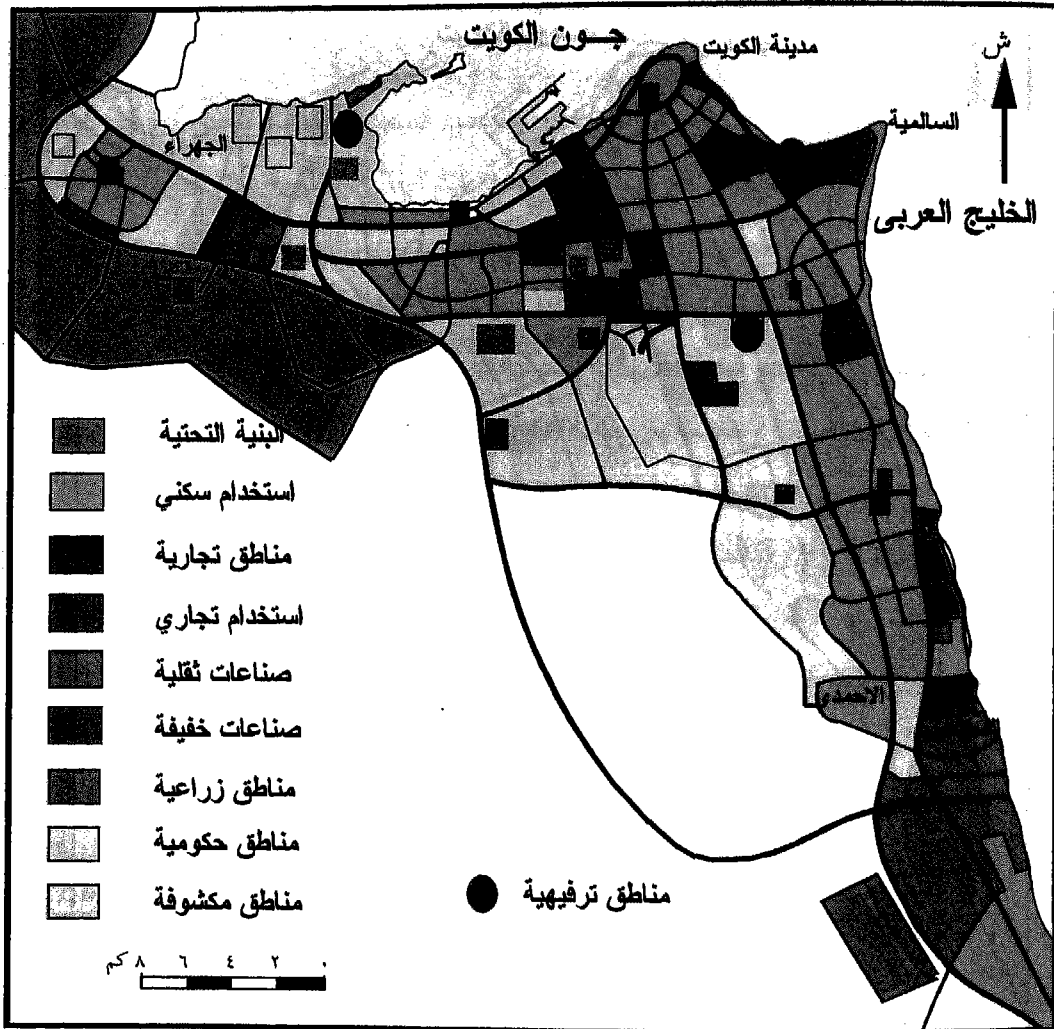 جــون الكويت
مدينة الكويت
ش
السالمية
الجهراء
الخليج العربى
البنية التحتية
استخدام سكني
مناطق تجارية
استخدام تجاري
صناعات ثقلية
صناعات خفيفة
مناطق زراعية
مناطق حكومية
مناطق مكشوفة
مناطق ترفيهية
الاحمدي
٠ ٢ ٤ ٦ ٨ كم